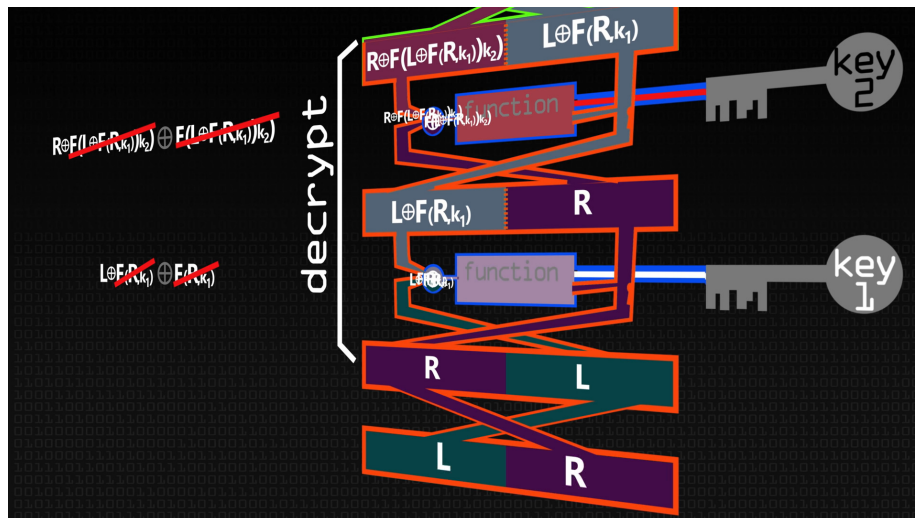 R⊕F(L⊕F(R,k₁))k₂)
L⊕F(R,k₁)
key
2
function
R⊕F(L⊕F(R,k₁))k₂) ⊕ F(L⊕F(R,k₁))k₂)
decrypt
L⊕F(R,k₁)
R
L⊕F(R,k₁) ⊕ F(R,k₁)
function
key
1
R
L
L
R